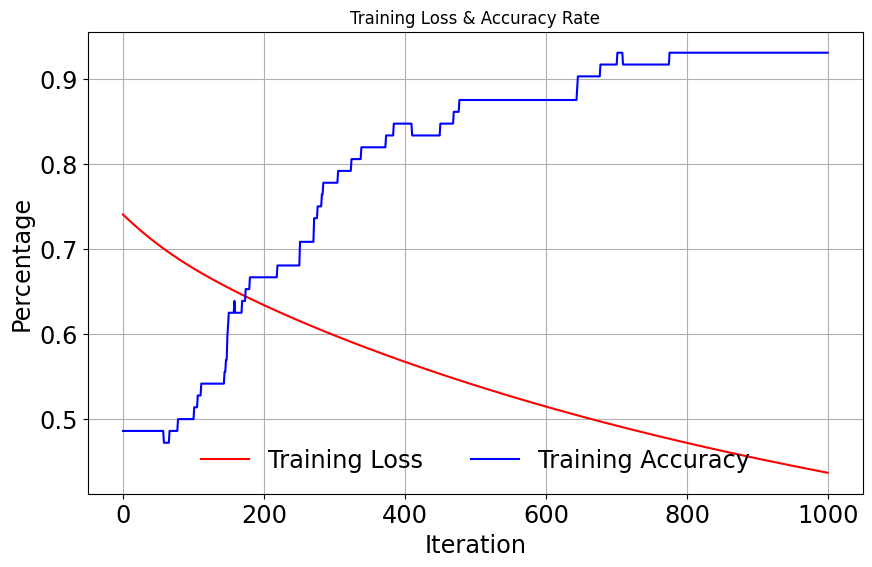 Training Loss & Accuracy Rate
Percentage
0.9
0.8
0.7
0.6
0.5
Training Loss
Training Accuracy
0
200
400
600
800
1000
Iteration